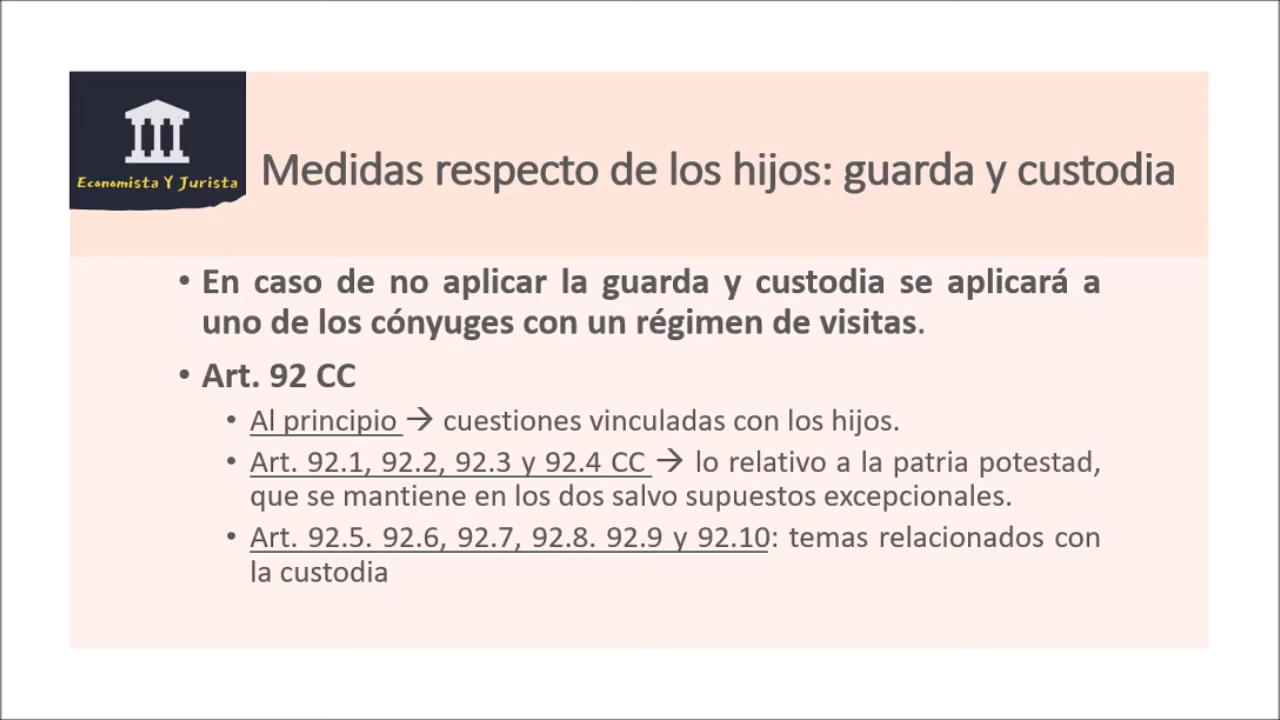 Economista Y Jurista
Medidas respecto de los hijos: guarda y custodia
• En caso de no aplicar la guarda y custodia se aplicará a
uno de los cónyuges con un régimen de visitas.
• Art. 92 CC
• Al principio → cuestiones vinculadas con los hijos.
• Art. 92.1, 92.2, 92.3 y 92.4 CC → lo relativo a la patria potestad,
que se mantiene en los dos salvo supuestos excepcionales.
• Art. 92.5. 92.6, 92.7, 92.8. 92.9 y 92.10: temas relacionados con
la custodia